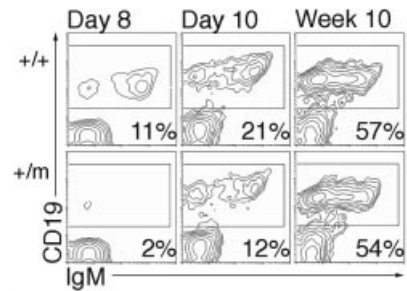 Day 8 Day 10 Week 10
+/+
11% 21% 57%
+/m
2% 12% 54%
CD19
IgM